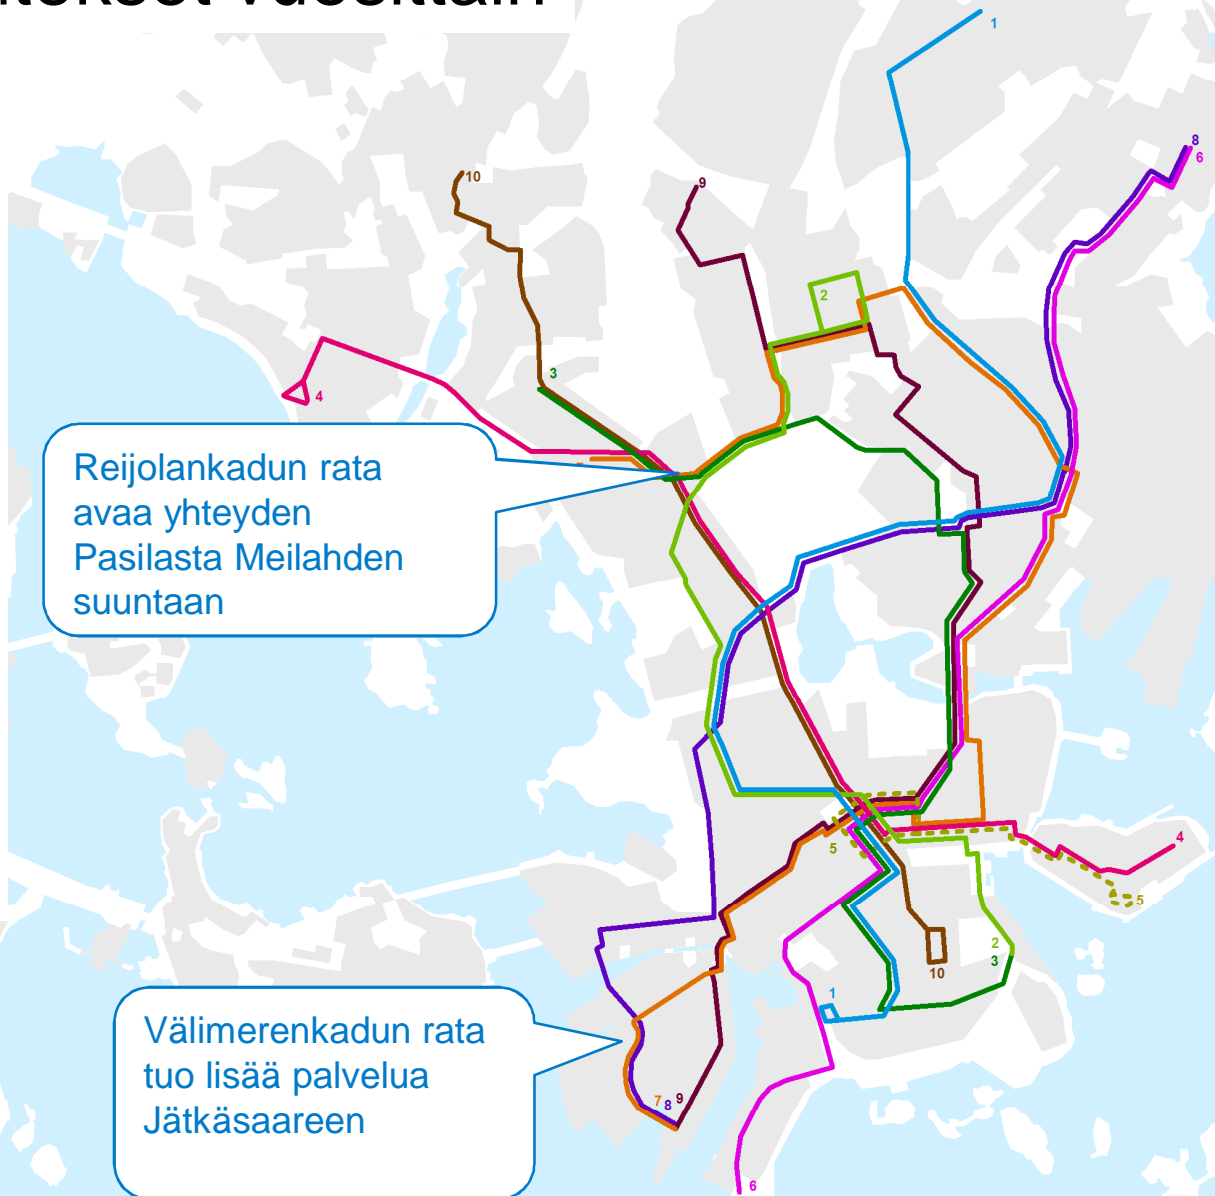 vuosittain
1
8
6
10
9
2
3
4
Reijolankadun rata
avaa yhteyden
Pasilasta Meilahden
suuntaan
5
4
5
2
3
10
1
Välimerenkadun rata
tuo lisää palvelua
Jätkäsaareen
7
8
9
6